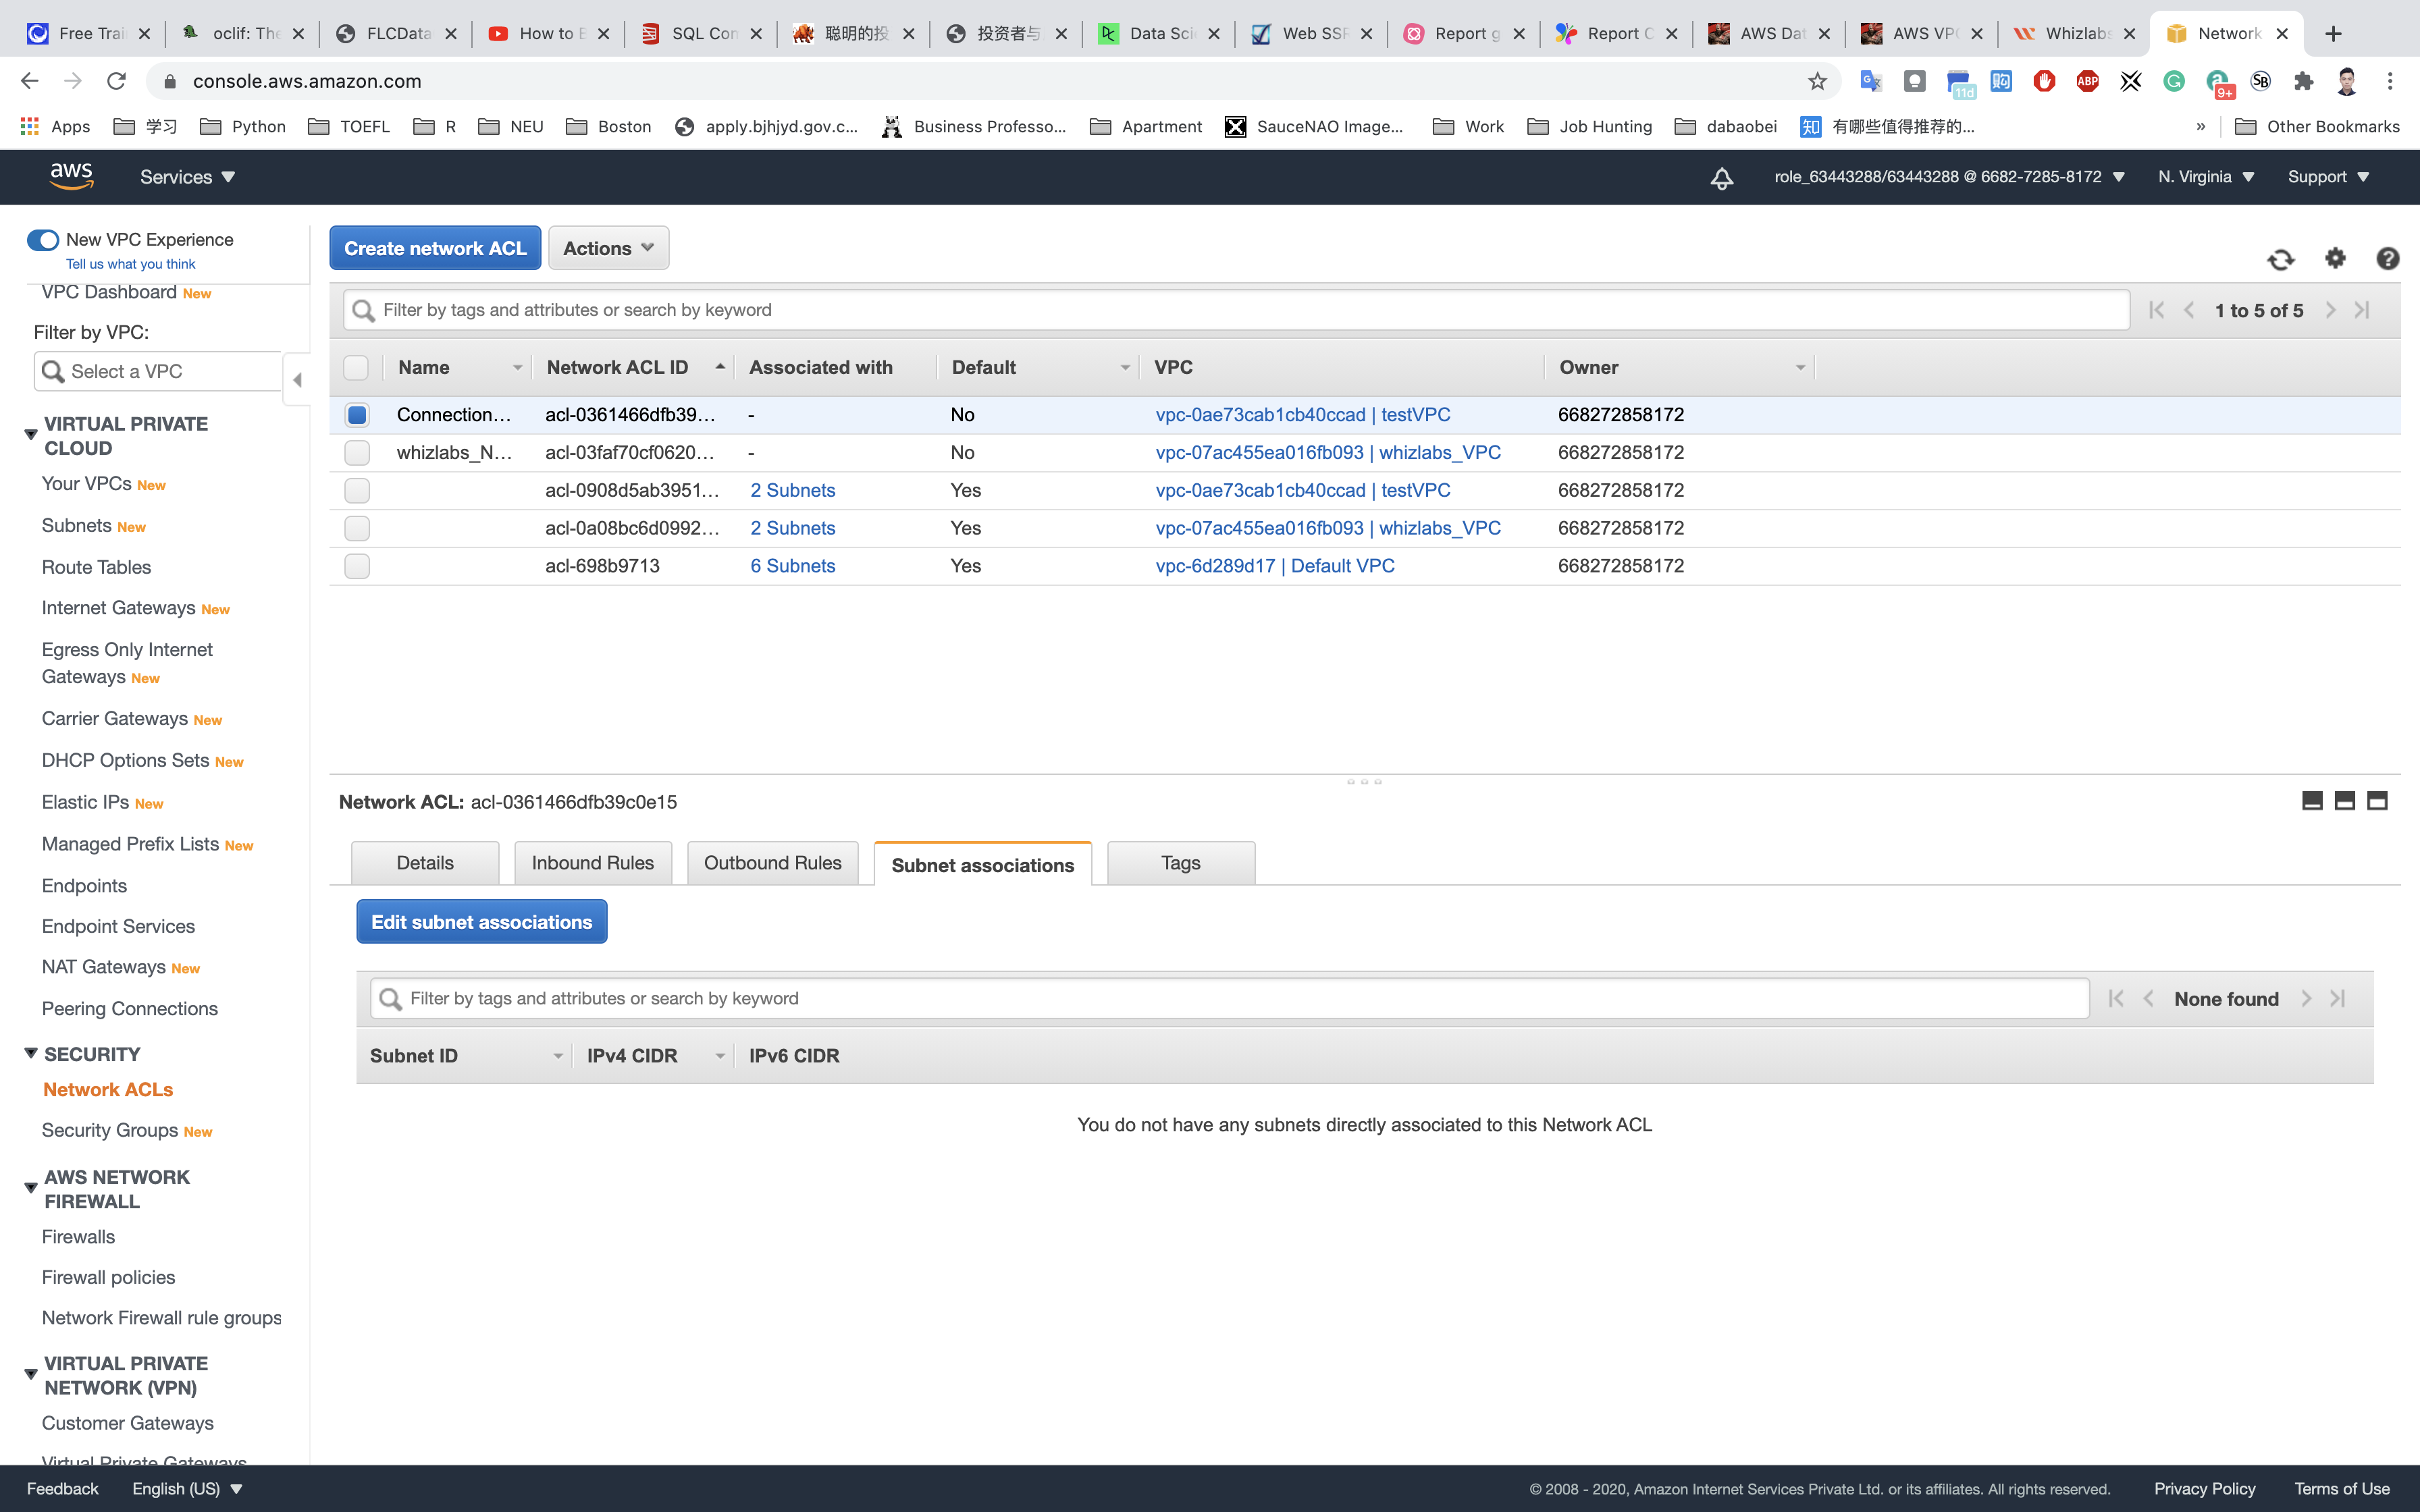 Free Trai
oclif: The
FLCData
How to E
SQL Con
聪明的投
投资者与
Data Scie
Web SSR
Report g
Report C
AWS Dat
AWS VPC
Whizlabs
Network
console.aws.amazon.com
11d
ABP
9+
Apps 学习 Python TOEFL R NEU Boston apply.bjhjyd.gov.c... Business Professo... Apartment SauceNAO Image... Work Job Hunting dabaobei 有哪些值得推荐的... » Other Bookmarks
aws Services role_63443288/63443288 @ 6682-7285-8172 N. Virginia Support
New VPC Experience
Tell us what you think
VPC Dashboard New
Filter by VPC:
Select a VPC
VIRTUAL PRIVATE
CLOUD
Your VPCs New
Subnets New
Route Tables
Internet Gateways New
Egress Only Internet
Gateways New
Carrier Gateways New
DHCP Options Sets New
Elastic IPs New
Managed Prefix Lists New
Endpoints
Endpoint Services
NAT Gateways New
Peering Connections
SECURITY
Network ACLs
Security Groups New
AWS NETWORK
FIREWALL
Firewalls
Firewall policies
Network Firewall rule groups
VIRTUAL PRIVATE
NETWORK (VPN)
Customer Gateways
Virtual Private Gateways
Create network ACL Actions
Filter by tags and attributes or search by keyword 1 to 5 of 5
Name Network ACL ID Associated with Default VPC Owner
Connection... acl-0361466dfb39... - No vpc-0ae73cab1cb40ccad | testVPC 668272858172
whizlabs_N... acl-03faf70cf0620... - No vpc-07ac455ea016fb093 | whizlabs_VPC 668272858172
acl-0908d5ab3951... 2 Subnets Yes vpc-0ae73cab1cb40ccad | testVPC 668272858172
acl-0a08bc6d0992... 2 Subnets Yes vpc-07ac455ea016fb093 | whizlabs_VPC 668272858172
acl-698b9713 6 Subnets Yes vpc-6d289d17 | Default VPC 668272858172
Network ACL: acl-0361466dfb39c0e15
Details Inbound Rules Outbound Rules Subnet associations Tags
Edit subnet associations
Filter by tags and attributes or search by keyword None found
Subnet ID IPv4 CIDR IPv6 CIDR
You do not have any subnets directly associated to this Network ACL
Feedback English (US) © 2008 - 2020, Amazon Internet Services Private Ltd. or its affiliates. All rights reserved. Privacy Policy Terms of Use